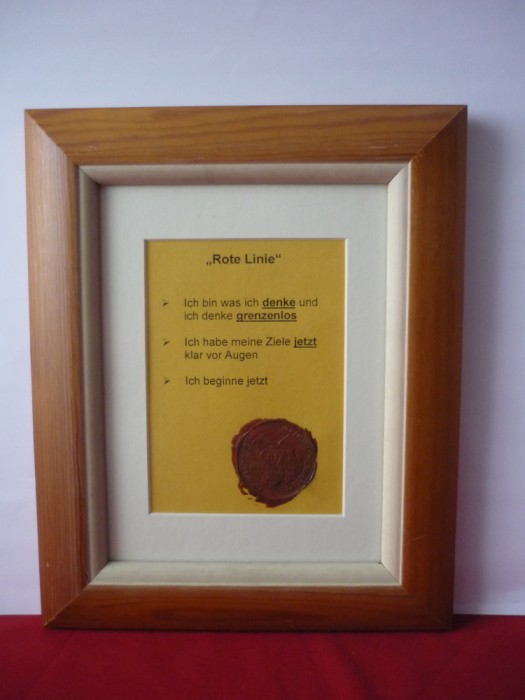 „Rote Linie“
➢ Ich bin was ich denke und
ich denke grenzenlos
➢ Ich habe meine Ziele jetzt
klar vor Augen
➢ Ich beginne jetzt